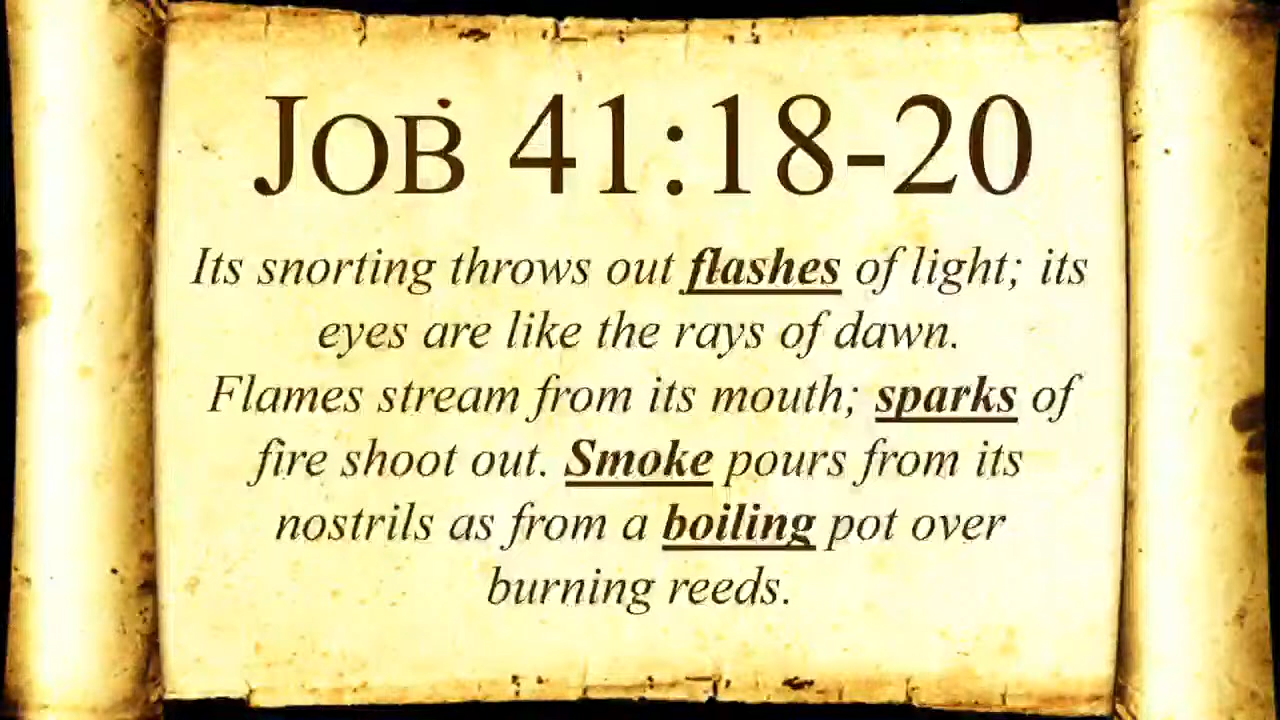 JOB 41:18-20
Its snorting throws out flashes of light; its
eyes are like the rays of dawn.
Flames stream from its mouth; sparks of
fire shoot out. Smoke pours from its
nostrils as from a boiling pot over
burning reeds.